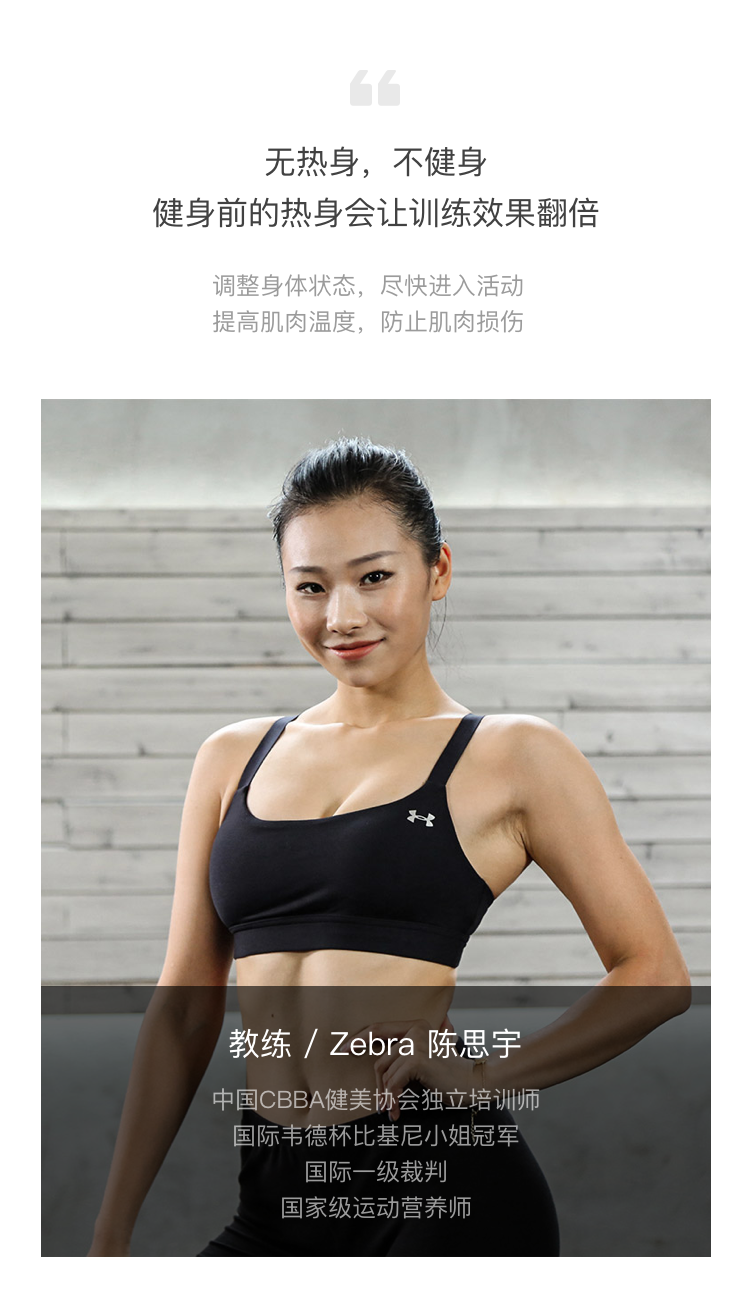 无热身，不健身
健身前的热身会让训练效果翻倍
调整身体状态，尽快进入活动
提高肌肉温度，防止肌肉损伤
教练 / Zebra 陈思宇
中国CBBA健美协会独立培训师
国际韦德杯比基尼小姐冠军
国际一级裁判
国家级运动营养师